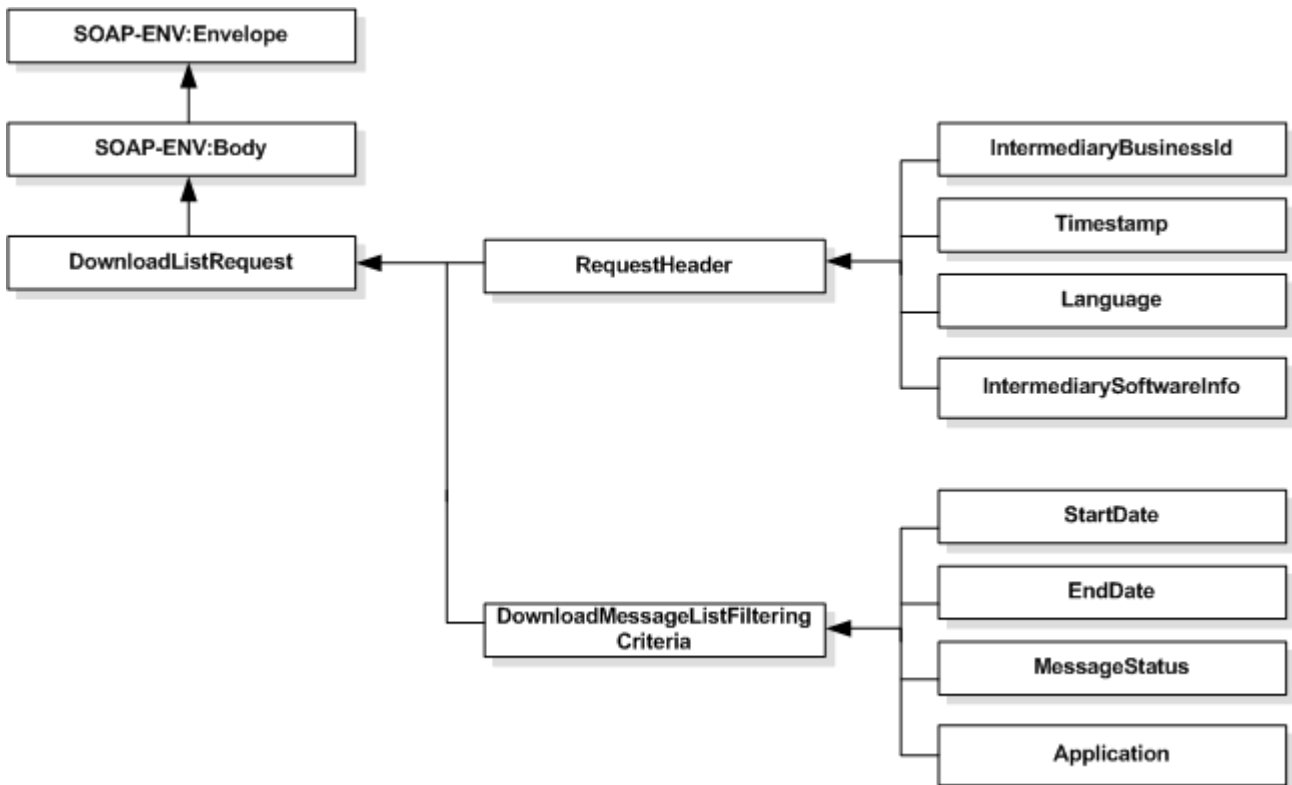 SOAP-ENV:Envelope
SOAP-ENV:Body
DownloadListRequest
RequestHeader
IntermediaryBusinessId
Timestamp
Language
IntermediarySoftwareInfo
DownloadMessageListFiltering
Criteria
StartDate
EndDate
MessageStatus
Application